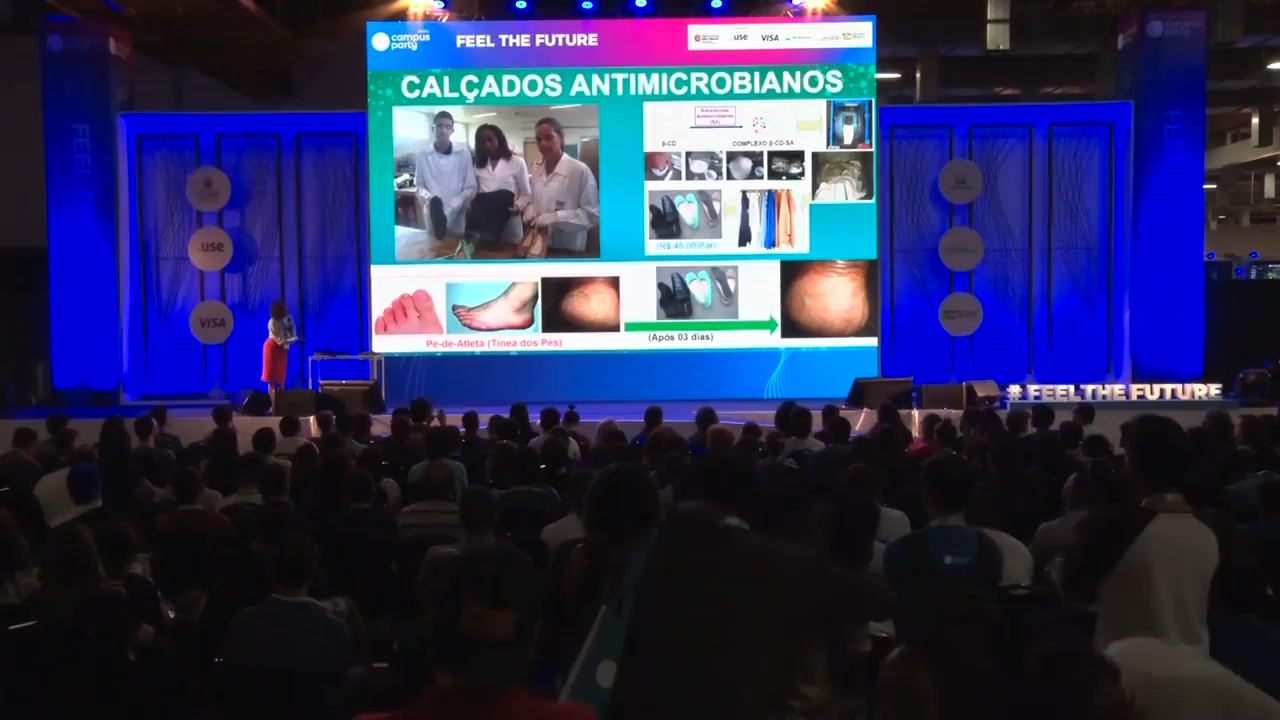 campus
party
FEEL THE FUTURE
.use
VISA
CALÇADOS ANTIMICROBIANOS
β-CD
COMPLEXO β-CD-SA
(R$ 45,00/Par)
Pé-de-Atleta (Tinea dos Pés)
(Após 03 dias)
.use
VISA
FEEL
# FEEL THE FUTURE